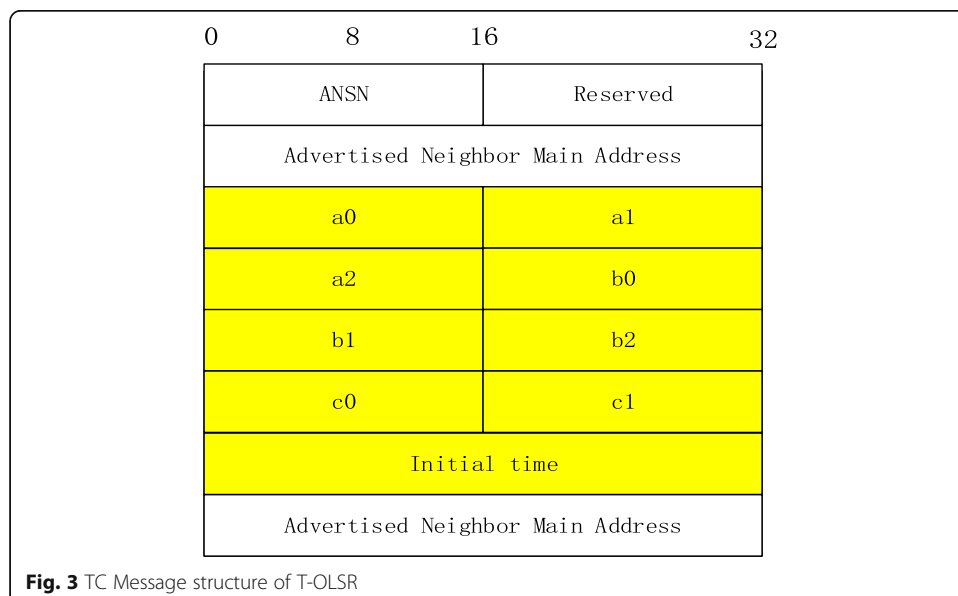 0 8 16 32
ANSN Reserved
Advertised Neighbor Main Address
a0 a1
a2 b0
b1 b2
c0 c1
Initial time
Advertised Neighbor Main Address
Fig. 3 TC Message structure of T-OLSR